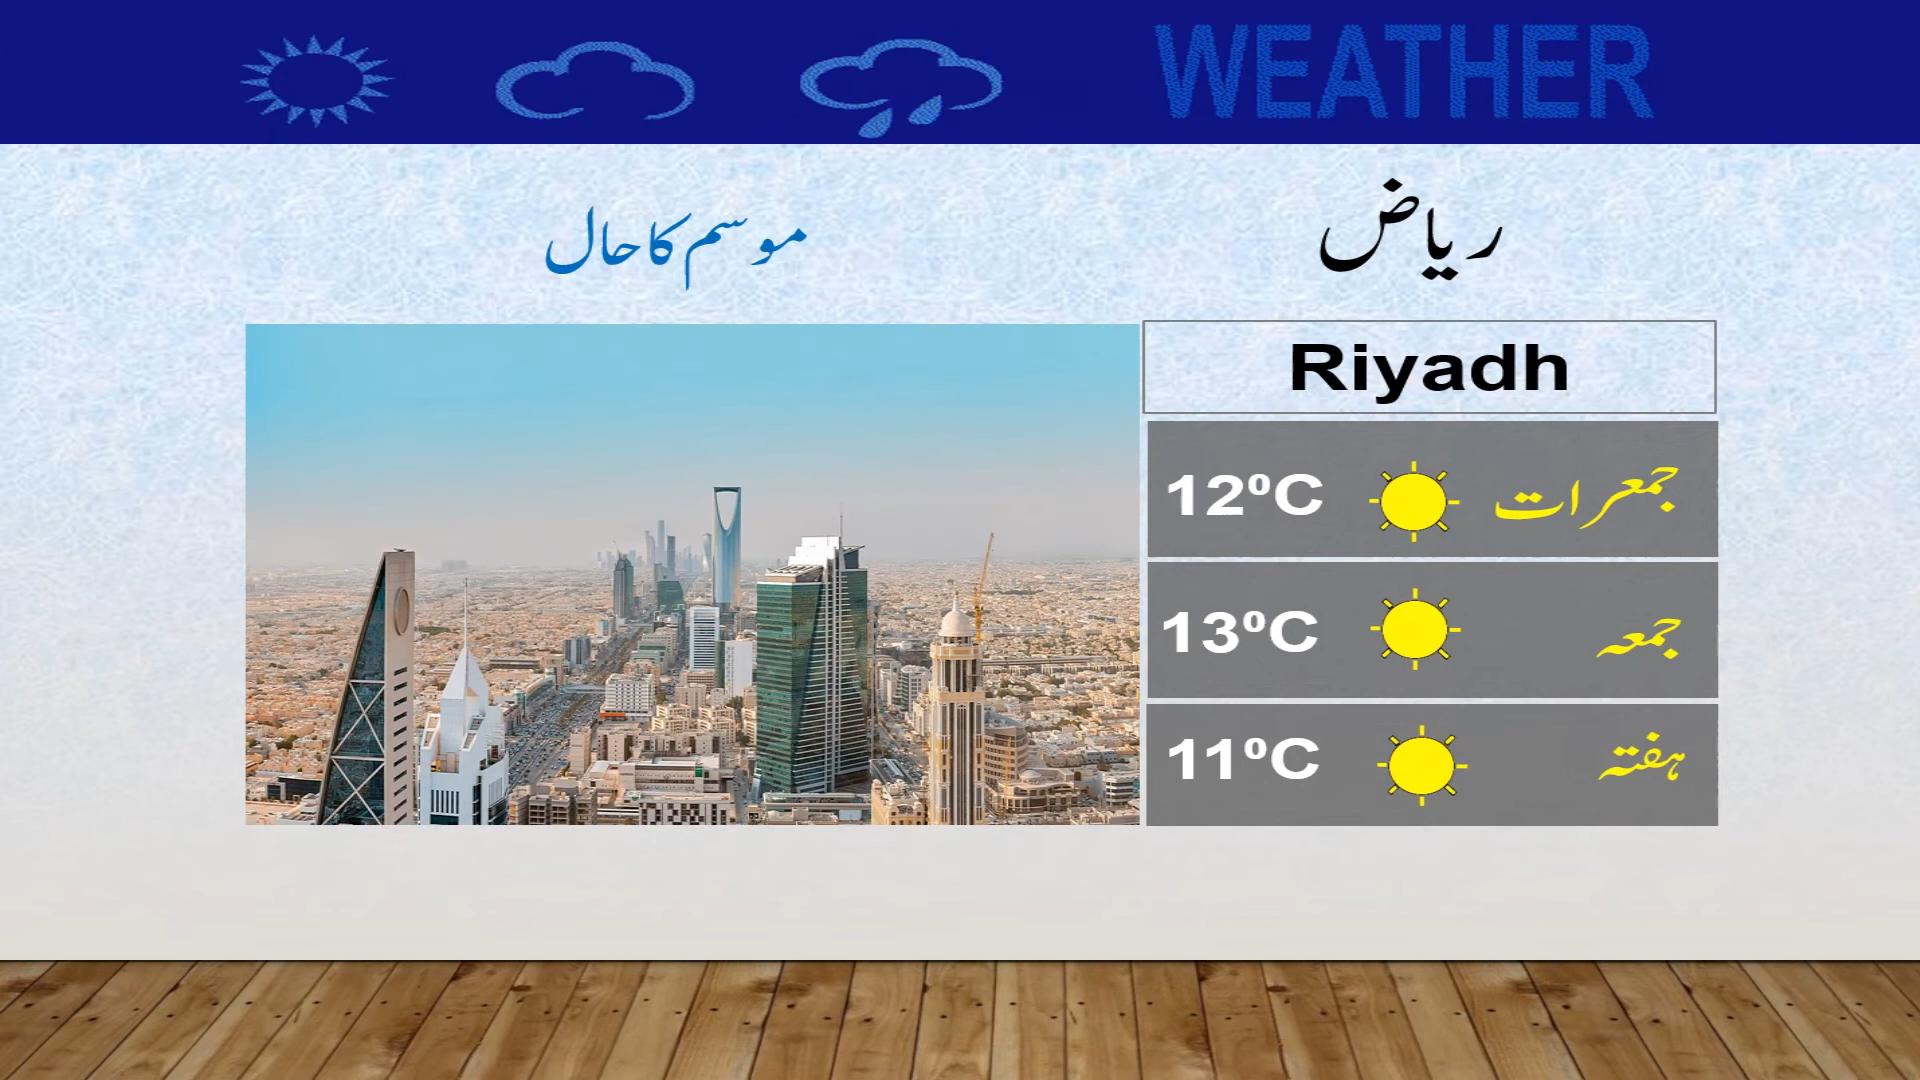 WEATHER
ریاض
موسم کا حال
Riyadh
جمعرات 12ºC
جمعہ 13ºC
ہفتہ 11ºC